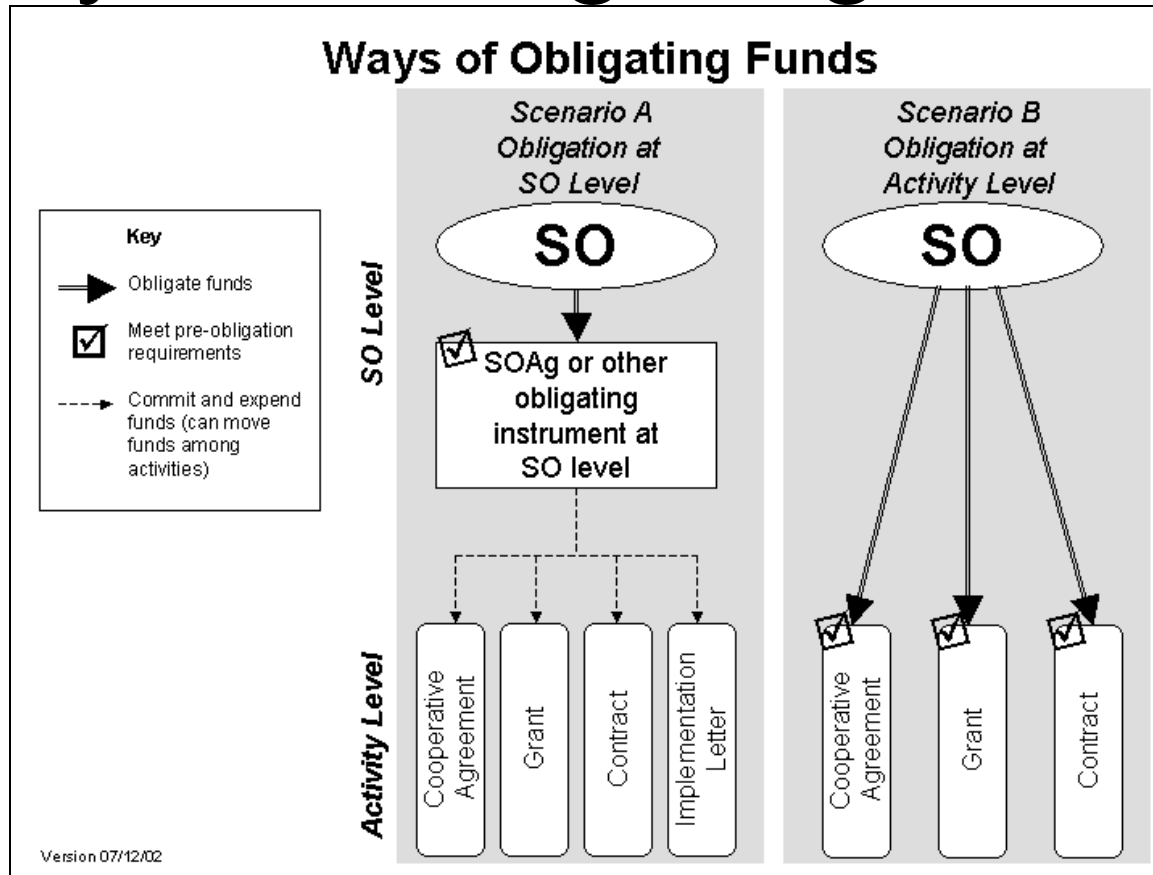 Ways of Obligating Funds
Scenario A
Obligation at
SO Level
Scenario B
Obligation at
Activity Level
Key
Obligate funds
Meet pre-obligation
requirements
Commit and expend
funds (can move
funds among
activities)
SO Level
SO
SOAg or other
obligating
instrument at
SO level
SO
Activity Level
Cooperative
Agreement
Grant
Contract
Implementation
Letter
Cooperative
Agreement
Grant
Contract
Version 07/12/02